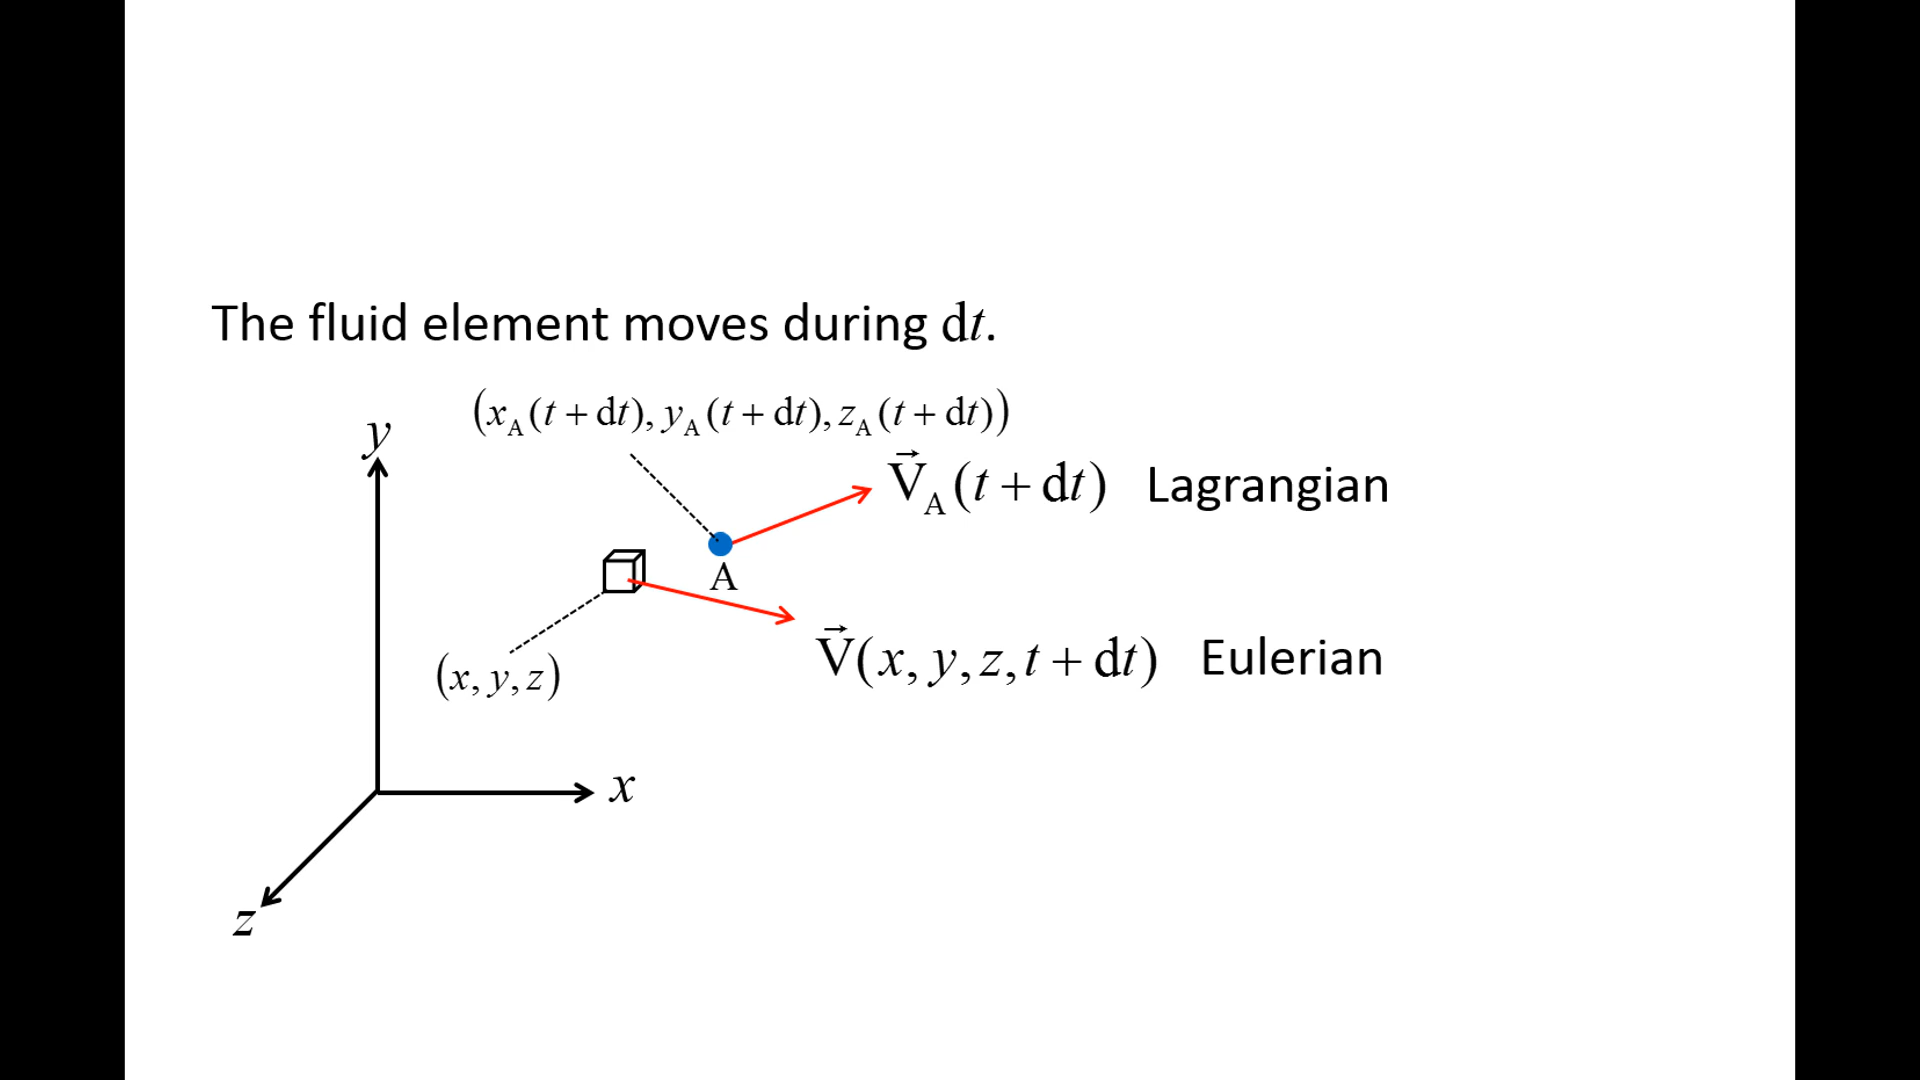 The fluid element moves during dt.
(x_A(t + dt), y_A(t + dt), z_A(t + dt))
y
V⃗_A(t + dt) Lagrangian
A
V⃗(x, y, z, t + dt) Eulerian
(x, y, z)
x
z